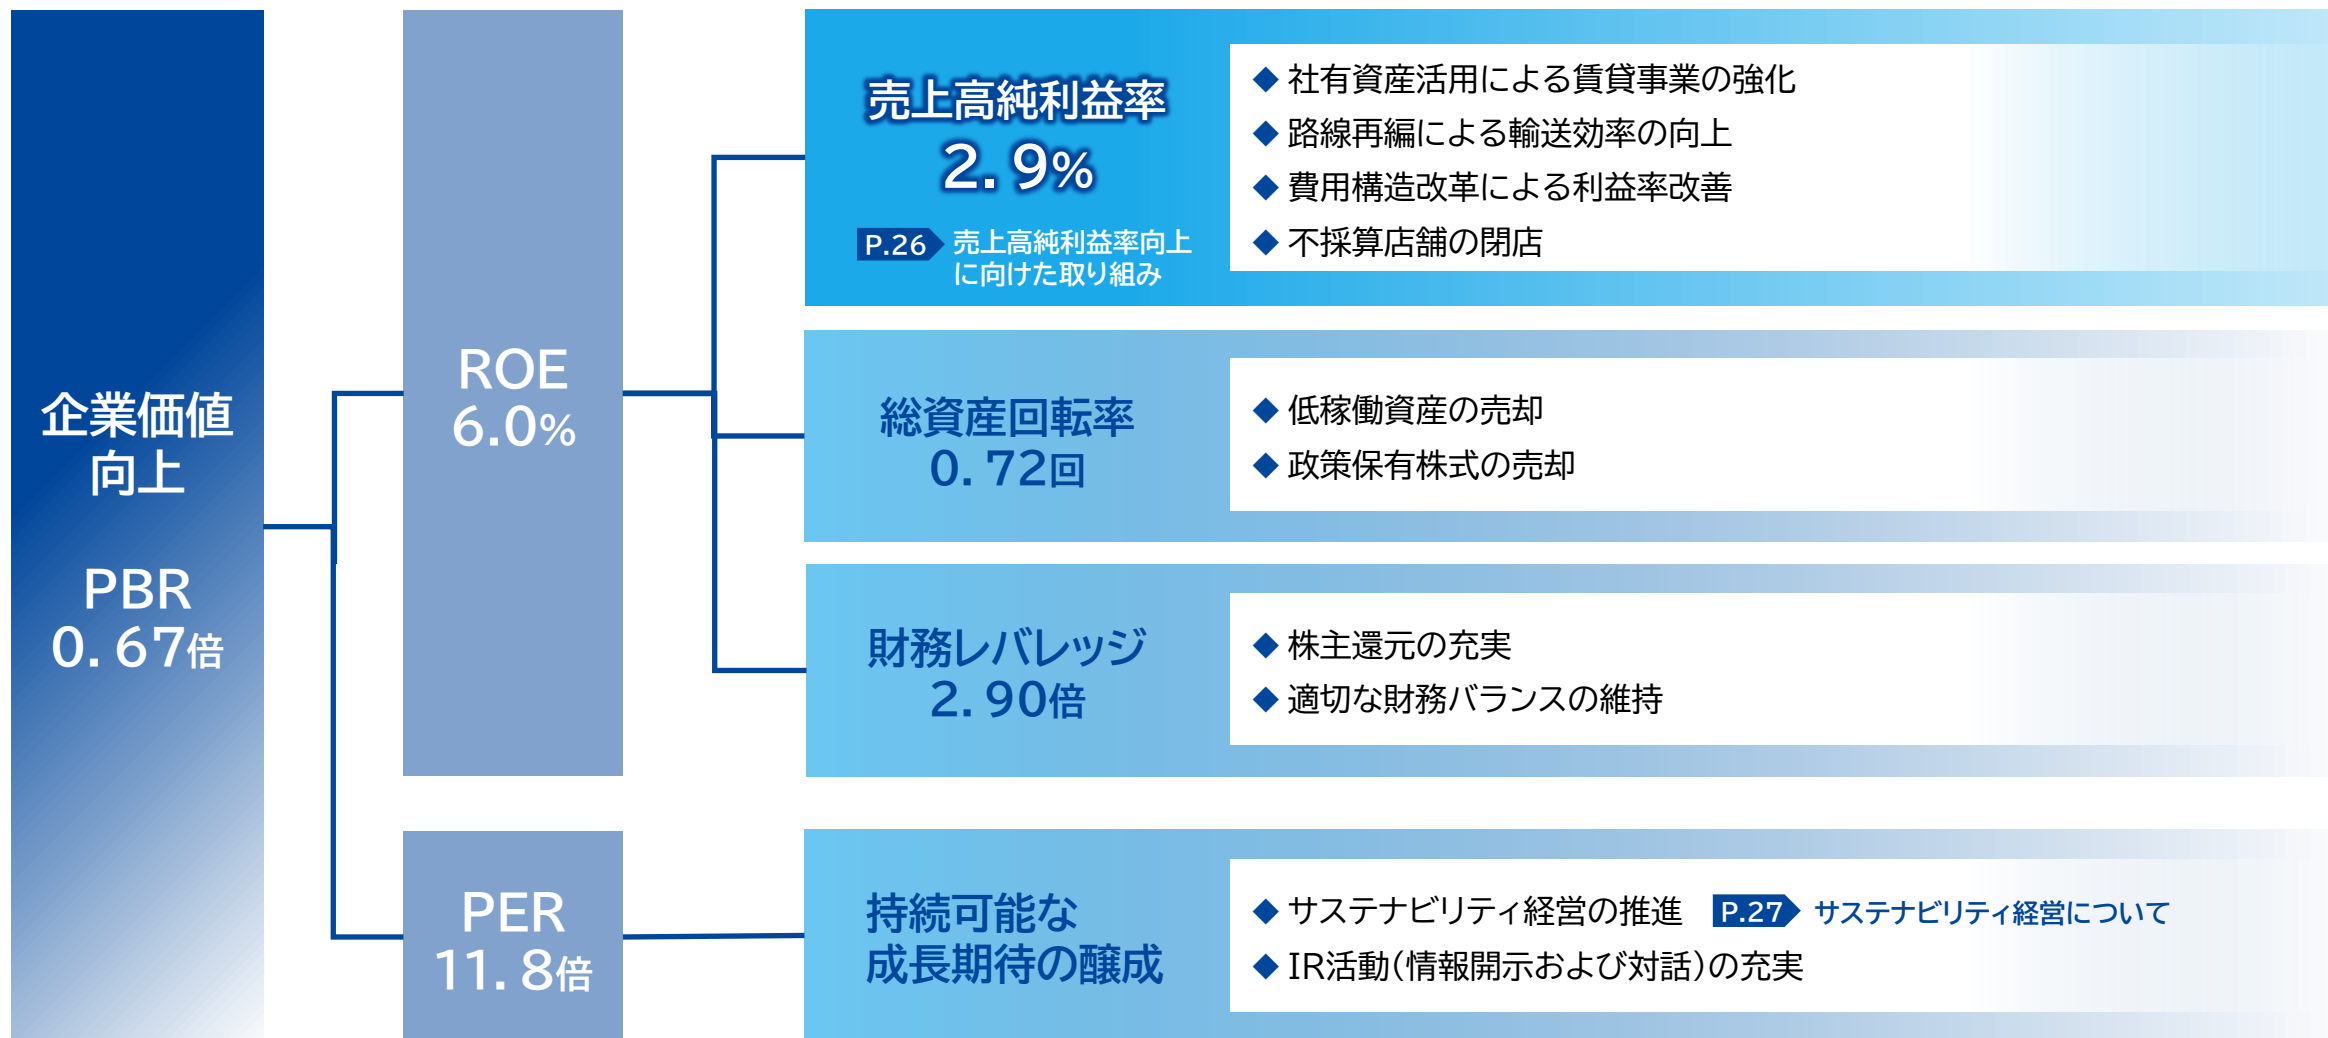 企業価値
向上
PBR
0.67倍
ROE
6.0%
PER
11.8倍
売上高純利益率
2.9%
P.26 売上高純利益率向上
に向けた取り組み
◆ 社有資産活用による賃貸事業の強化
◆ 路線再編による輸送効率の向上
◆ 費用構造改革による利益率改善
◆ 不採算店舗の閉店
総資産回転率
0.72回
◆ 低稼働資産の売却
◆ 政策保有株式の売却
財務レバレッジ
2.90倍
◆ 株主還元の充実
◆ 適切な財務バランスの維持
持続可能な
成長期待の醸成
◆ サステナビリティ経営の推進 P.27 サステナビリティ経営について
◆ IR活動(情報開示および対話)の充実